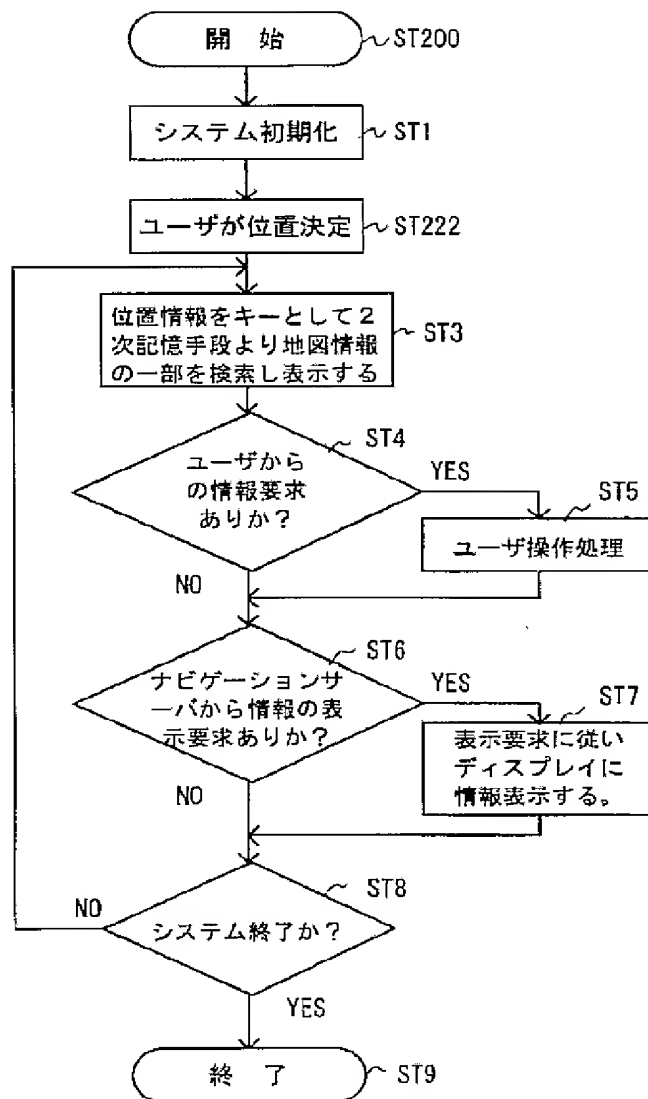 開 始
ST200
システム初期化
ST1
ユーザが位置決定
ST222
位置情報をキーとして2
次記憶手段より地図情報
の一部を検索し表示する
ST3
ST4
ユーザから
の情報要求
ありか?
YES
ST5
ユーザ操作処理
NO
ST6
ナビゲーションサ
ーバから情報の表
示要求ありか?
YES
ST7
表示要求に従い
ディスプレイに
情報表示する。
NO
ST8
NO
システム終了か?
YES
終 了
ST9